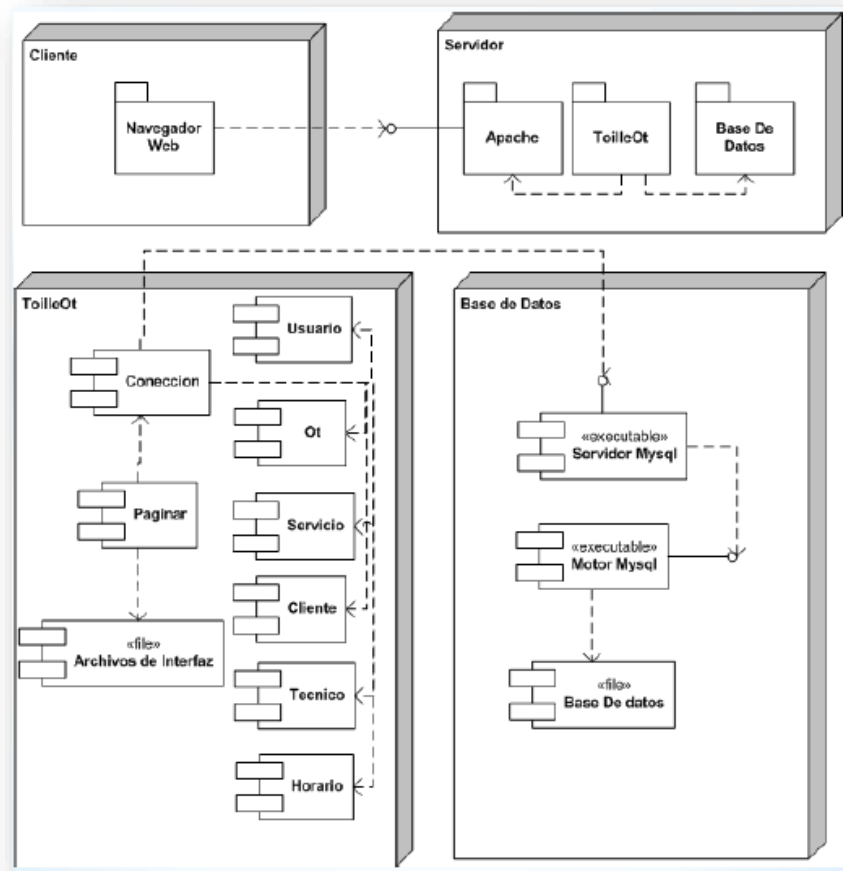 Cliente
Navegador
Web
Servidor
Apache
ToilleOt
Base De
Datos
ToilleOt
Usuario
Coneccion
Ot
Paginar
Servicio
Cliente
«file»
Archivos de Interfaz
Tecnico
Horario
Base de Datos
«executable»
Servidor Mysql
«executable»
Motor Mysql
«file»
Base De datos